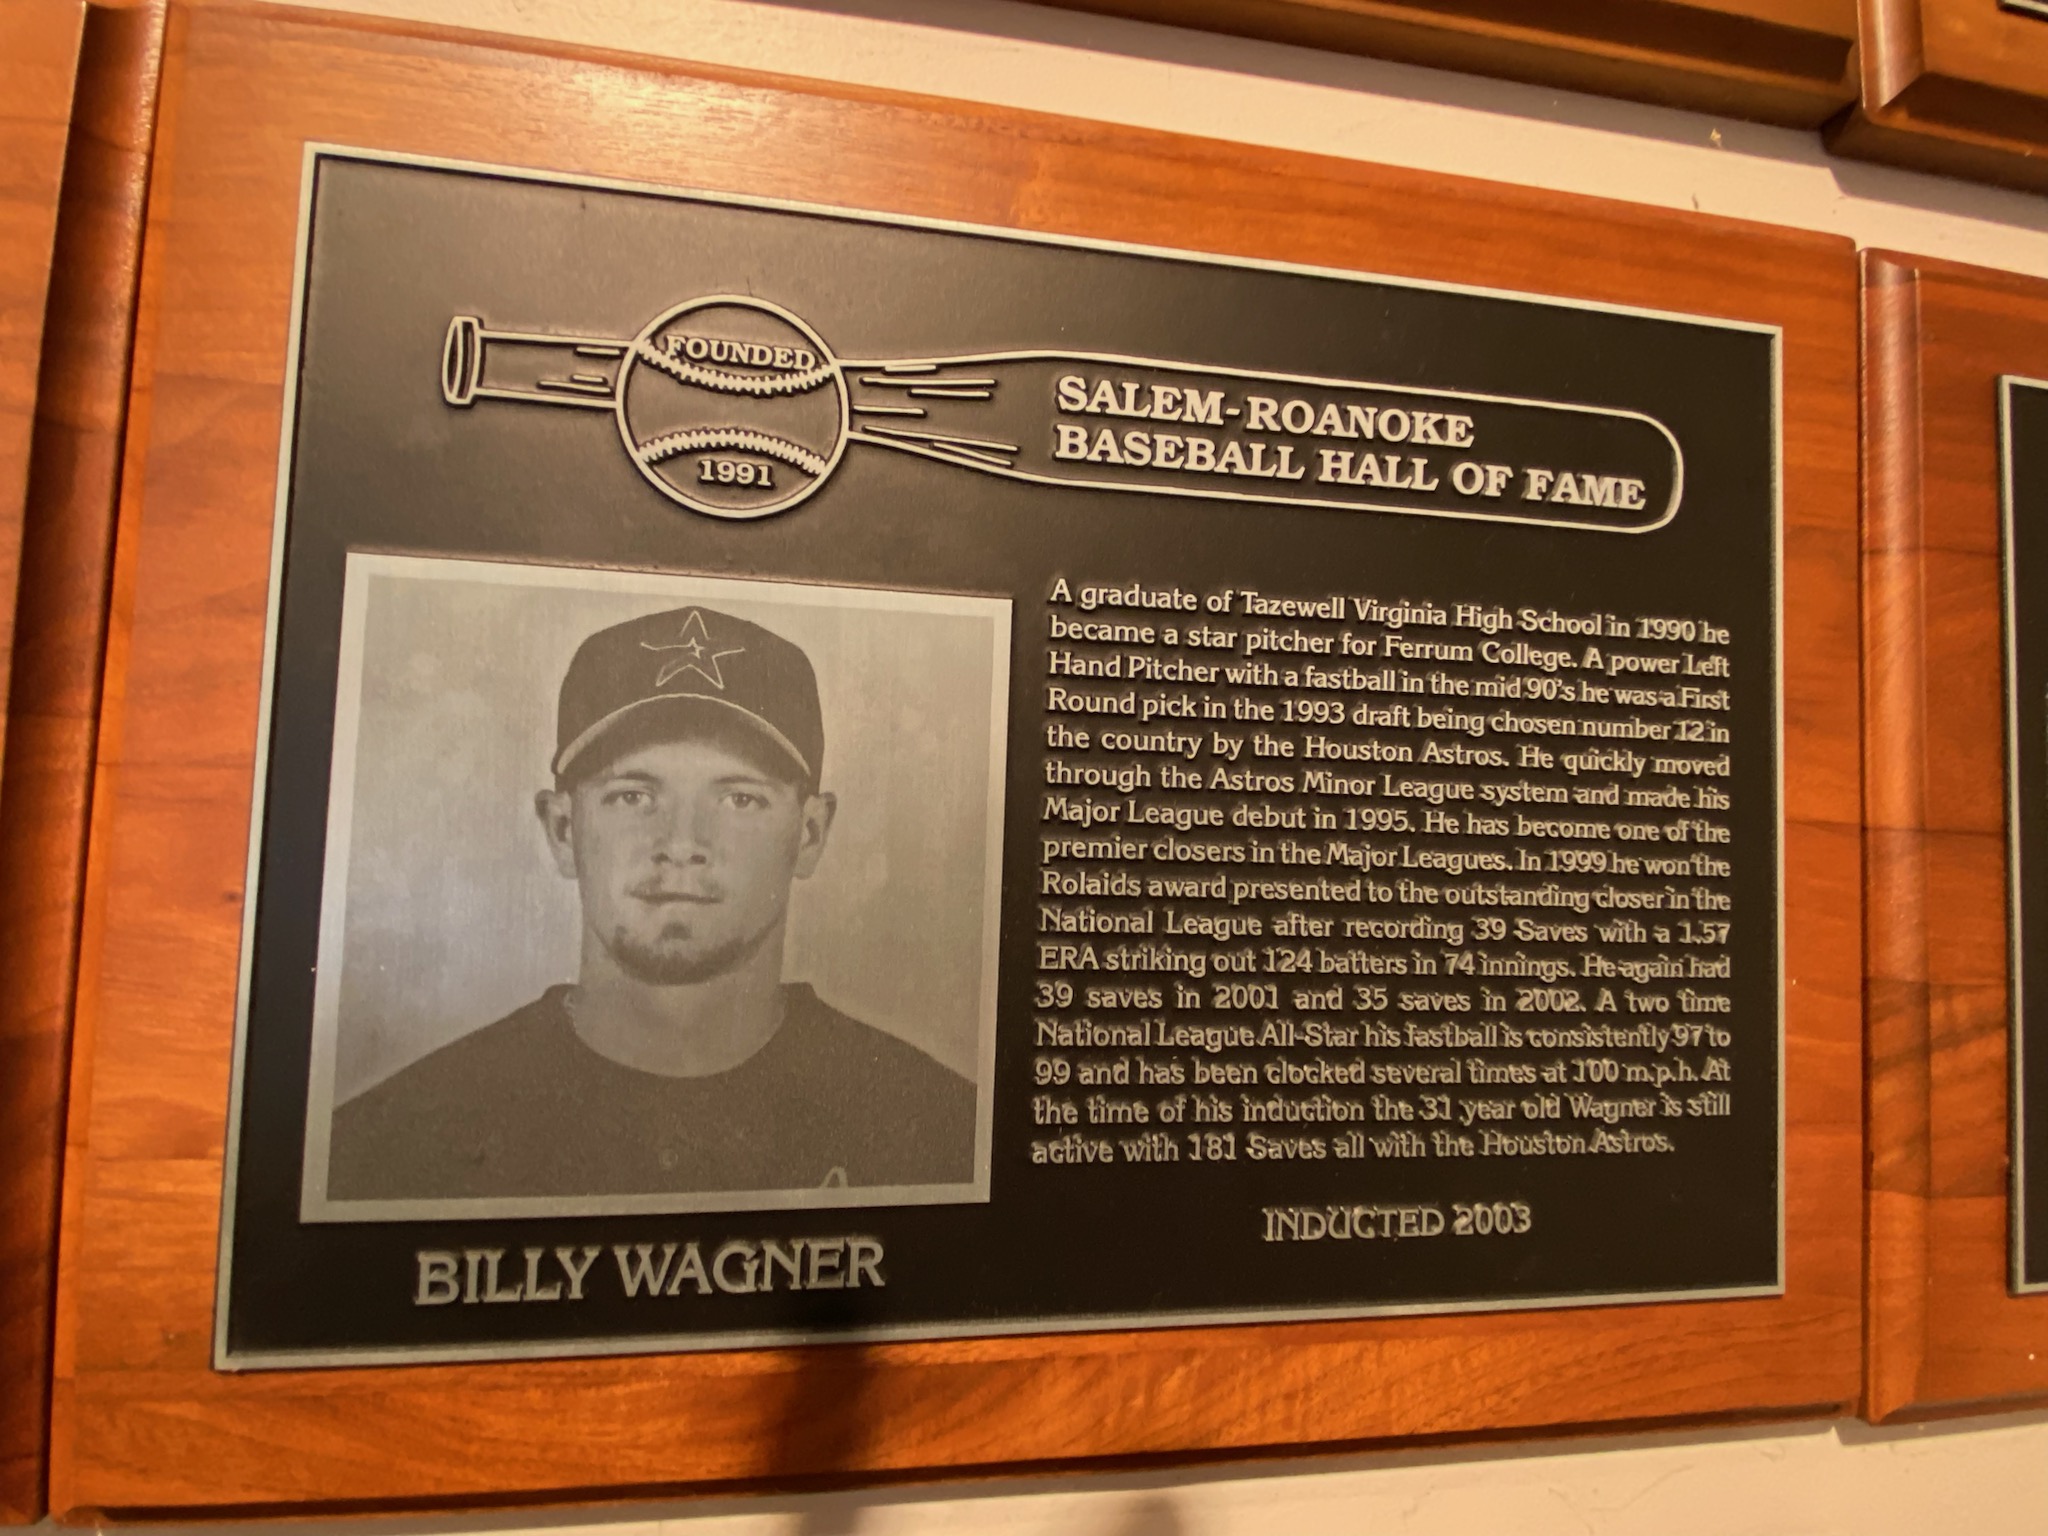 FOUNDED
1991
SALEM-ROANOKE
BASEBALL HALL OF FAME
A graduate of Tazewell Virginia High School in 1990 he
became a star pitcher for Ferrum College. A power Left
Hand Pitcher with a fastball in the mid 90's he was a First
Round pick in the 1993 draft being chosen number 12 in
the country by the Houston Astros. He quickly moved
through the Astros Minor League system and made his
Major League debut in 1995. He has become one of the
premier closers in the Major Leagues. In 1999 he won the
Rolaids award presented to the outstanding closer in the
National League after recording 39 Saves with a 1.57
ERA striking out 124 batters in 74 innings. He again had
39 saves in 2001 and 35 saves in 2002. A two time
National League All-Star his fastball is consistently 97 to
99 and has been clocked several times at 100 m.p.h. At
the time of his induction the 31 year old Wagner is still
active with 181 Saves all with the Houston Astros.
INDUCTED 2003
BILLY WAGNER